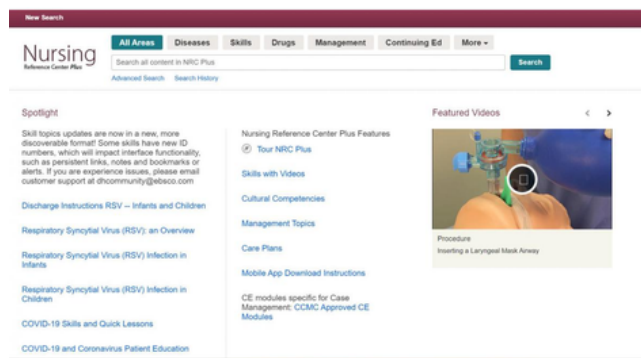 New Search
Nursing
Reference Center Plus
All Areas
Diseases
Skills
Drugs
Management
Continuing Ed
More
Search all content in NRC Plus
Search
Advanced Search
Search History
Spotlight
Skill topics updates are now in a new, more
discoverable format! Some skills have new ID
numbers, which will impact interface functionality,
such as persistent links, notes and bookmarks or
alerts. If you are experience issues, please email
customer support at dhcommunity@ebsco.com
Discharge Instructions RSV -- Infants and Children
Respiratory Syncytial Virus (RSV): an Overview
Respiratory Syncytial Virus (RSV) Infection in
Infants
Respiratory Syncytial Virus (RSV) Infection in
Children
COVID-19 Skills and Quick Lessons
COVID-19 and Coronavirus Patient Education
Nursing Reference Center Plus Features
Tour NRC Plus
Skills with Videos
Cultural Competencies
Management Topics
Care Plans
Mobile App Download Instructions
CE modules specific for Case
Management: CCMC Approved CE
Modules
Featured Videos
Procedure
Inserting a Laryngeal Mask Airway